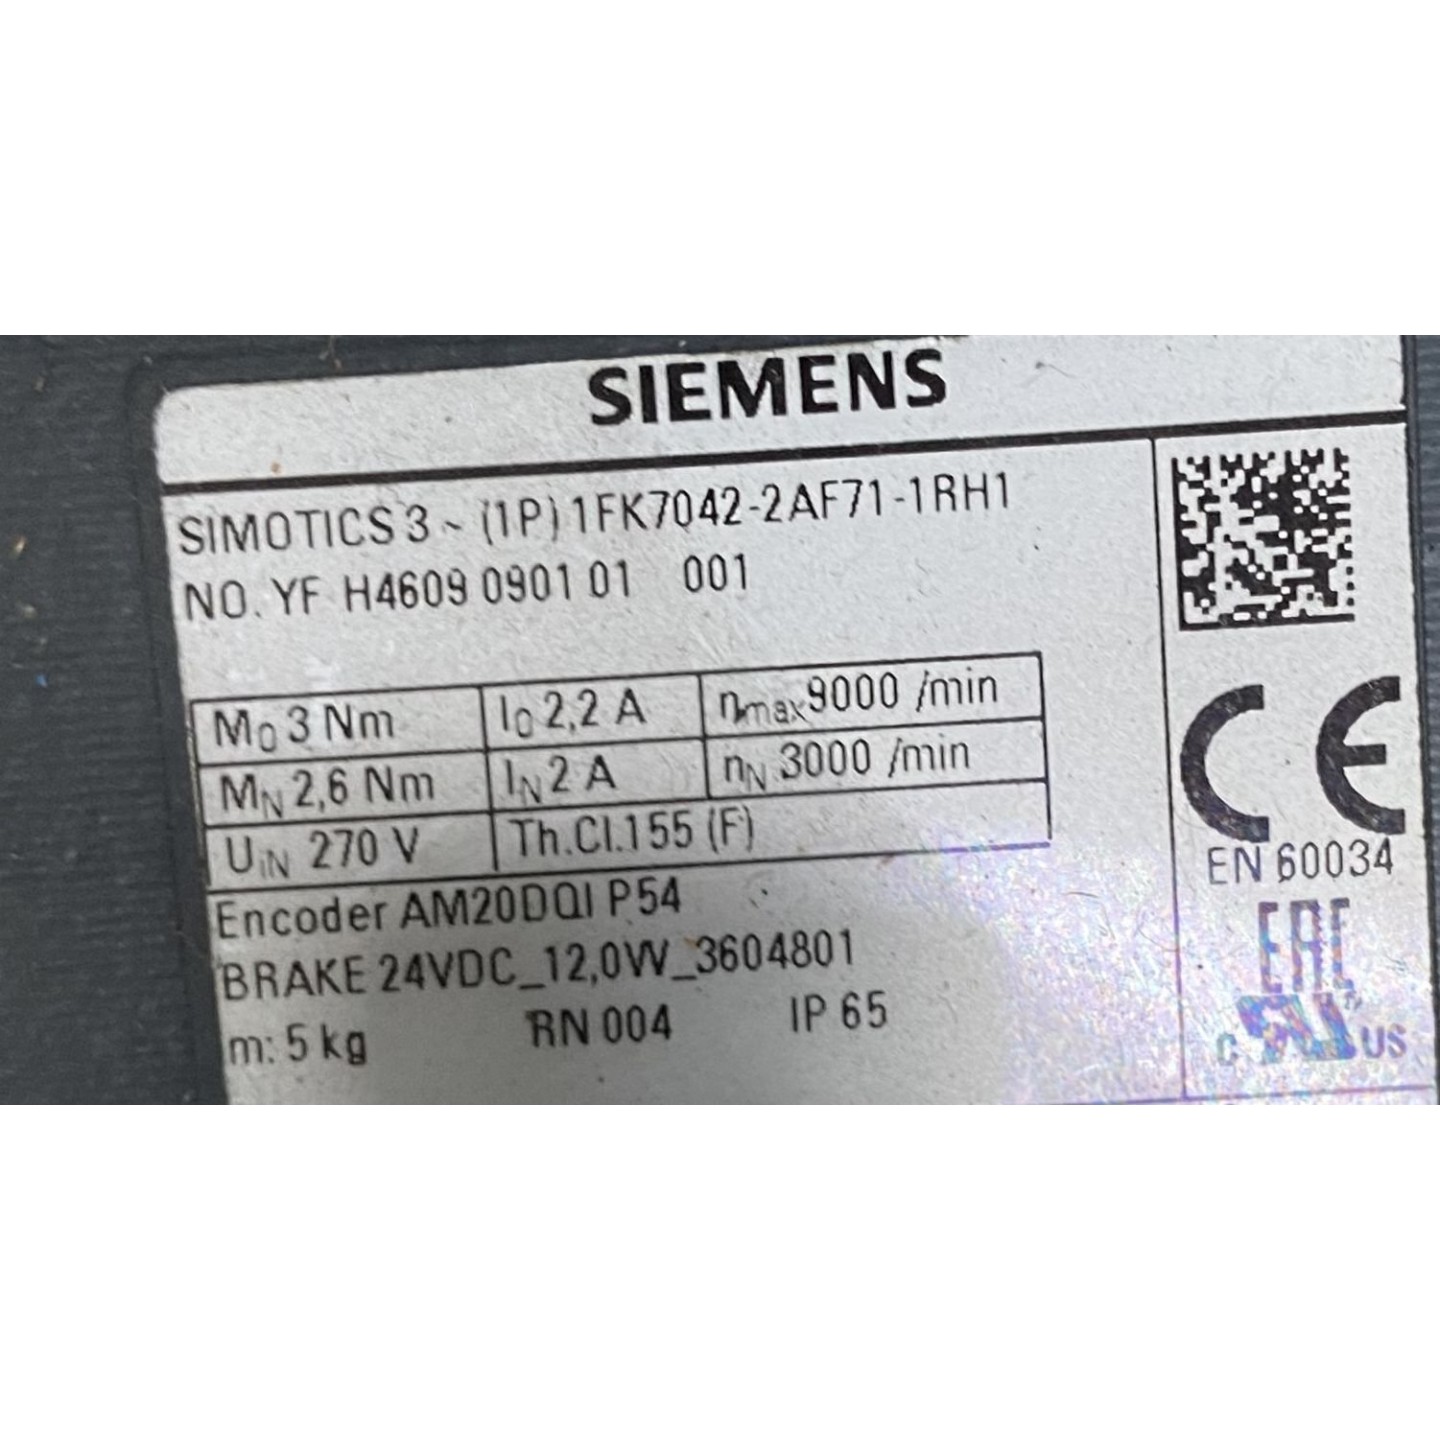 SIEMENS
SIMOTICS 3 ~ (1P) 1FK7042-2AF71-1RH1
NO. YF H4609 0901 01 001
M0 3 Nm I0 2,2 A nmax 9000 /min
MN 2,6 Nm IN 2 A nN 3000 /min
UiN 270 V Th.Cl.155 (F)
Encoder AM20DQI P54
BRAKE 24VDC_12,0W_3604801
m: 5 kg RN 004 IP 65
CE
EN 60034
EAC
c UL US